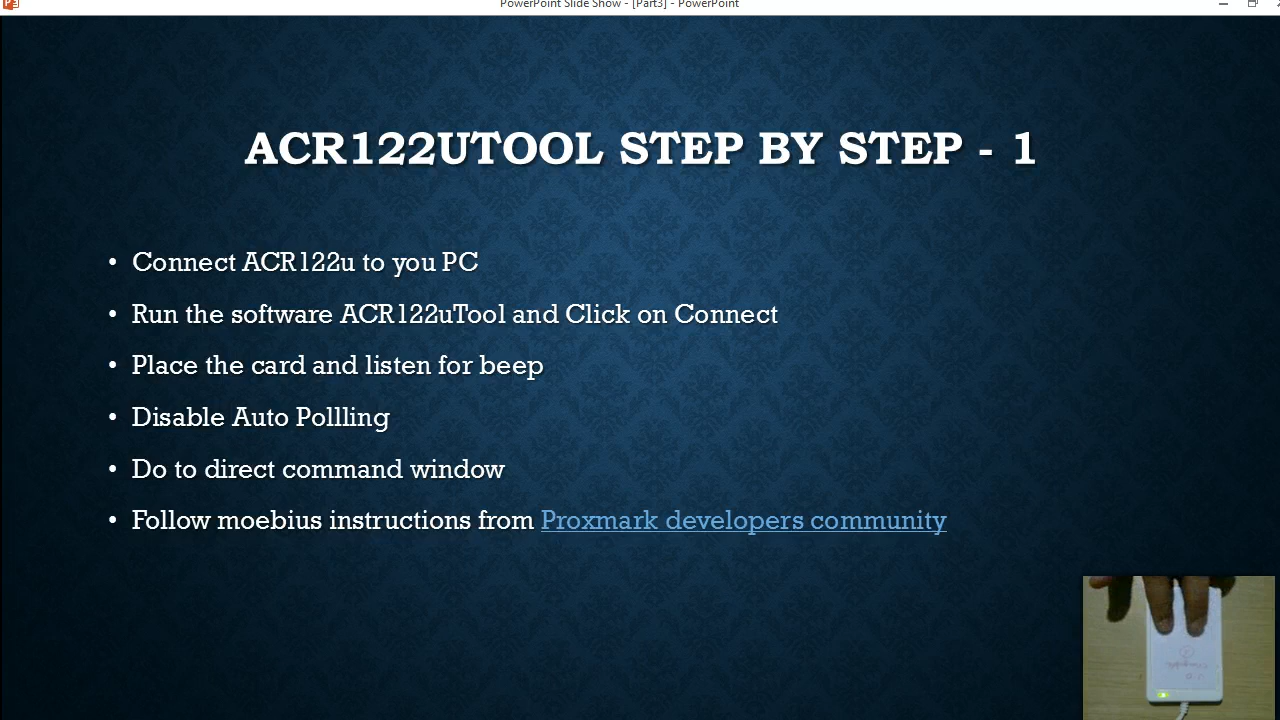 PowerPoint Slide Show - [Part3] - PowerPoint
ACR122UTOOL STEP BY STEP - 1
• Connect ACR122u to you PC
• Run the software ACR122uTool and Click on Connect
• Place the card and listen for beep
• Disable Auto Pollling
• Do to direct command window
• Follow moebius instructions from Proxmark developers community